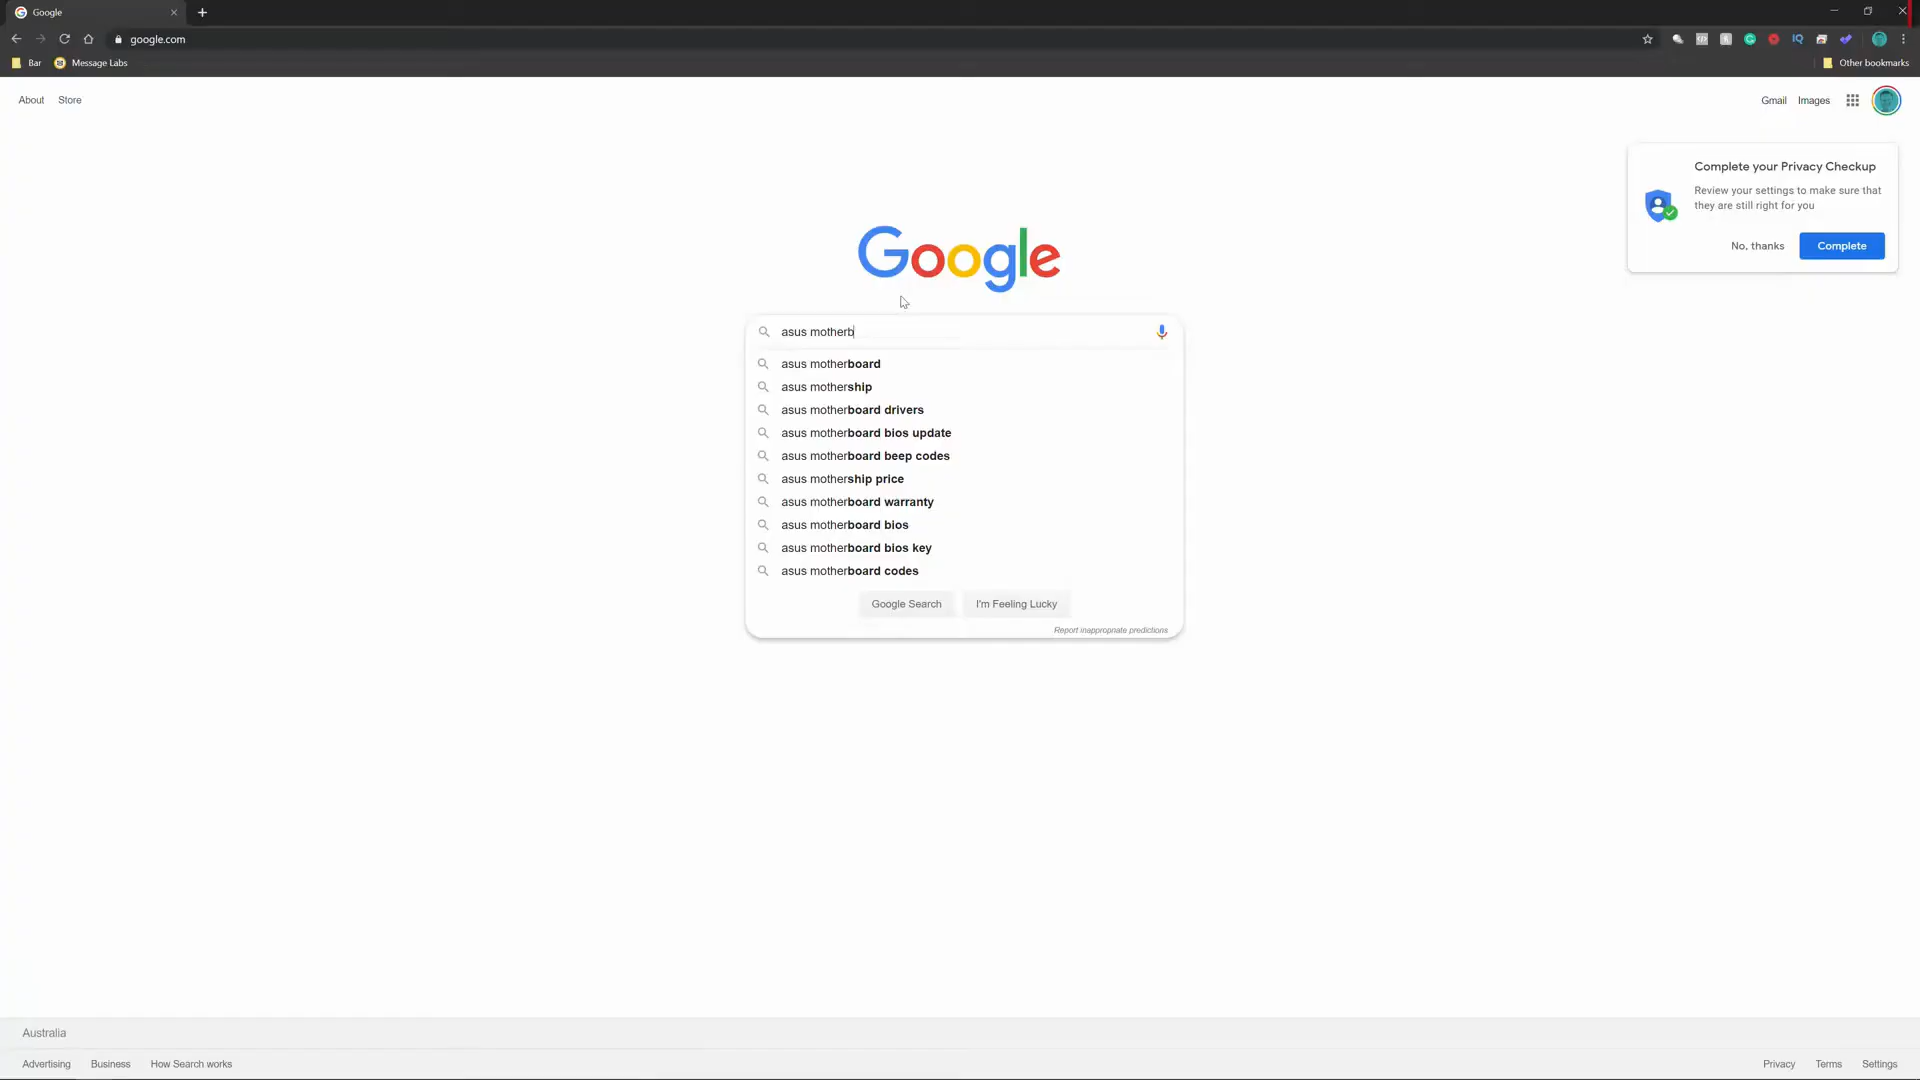 Google
google.com
Bar
Message Labs
Other bookmarks
About
Store
Gmail
Images
Complete your Privacy Checkup
Review your settings to make sure that
they are still right for you
No, thanks
Complete
Google
asus motherb
asus motherboard
asus mothership
asus motherboard drivers
asus motherboard bios update
asus motherboard beep codes
asus mothership price
asus motherboard warranty
asus motherboard bios
asus motherboard bios key
asus motherboard codes
Google Search
I'm Feeling Lucky
Report inappropriate predictions
Australia
Advertising
Business
How Search works
Privacy
Terms
Settings